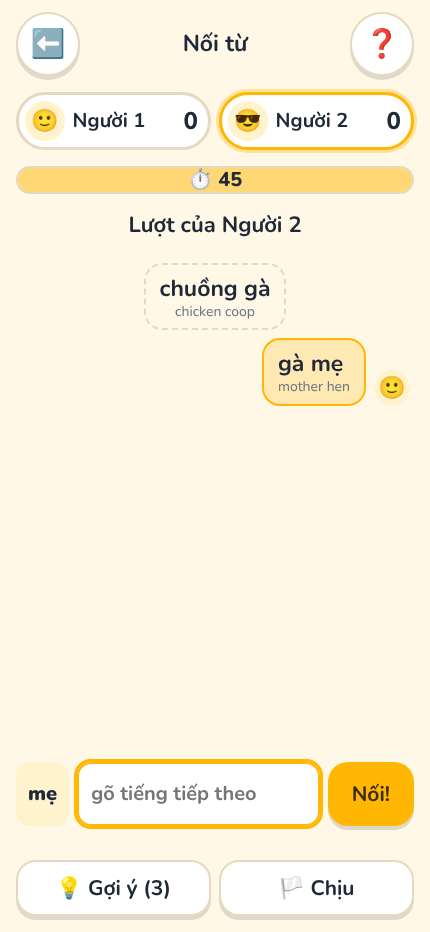 Nối từ
Người 1 0
Người 2 0
45
Lượt của Người 2
chuồng gà
chicken coop
gà mẹ
mother hen
mẹ
gõ tiếng tiếp theo
Nối!
Gợi ý (3)
Chịu